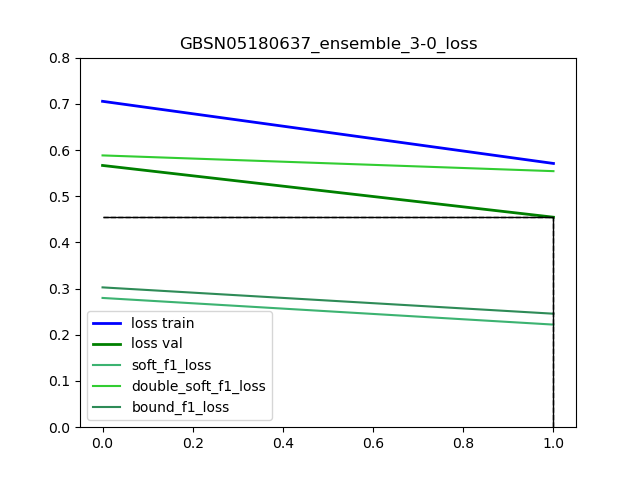 GBSN05180637_ensemble_3-0_loss
0.8
0.7
0.6
0.5
0.4
0.3
0.2
0.1
0.0
loss train
loss val
soft_f1_loss
double_soft_f1_loss
bound_f1_loss
0.0 0.2 0.4 0.6 0.8 1.0